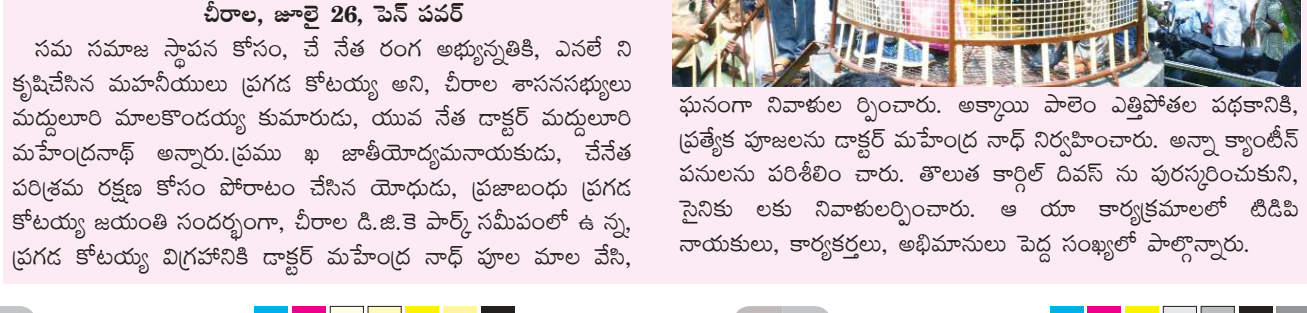 చీరాల, జూలై 26, పెన్ పవర్
సమ సమాజ స్థాపన కోసం, చే నేత రంగ అభ్యున్నతికి, ఎనలే ని
కృషిచేసిన మహనీయులు ప్రగడ కోటయ్య అని, చీరాల శాసనసభ్యులు
మద్దులూరి మాలకొండయ్య కుమారుడు, యువ నేత డాక్టర్ మద్దులూరి
మహేంద్రనాథ్ అన్నారు.ప్రము ఖ జాతీయోద్యమనాయకుడు, చేనేత
పరిశ్రమ రక్షణ కోసం పోరాటం చేసిన యోధుడు, ప్రజాబంధు ప్రగడ
కోటయ్య జయంతి సందర్భంగా, చీరాల డి.జి.కె పార్క్ సమీపంలో ఉ న్న,
ప్రగడ కోటయ్య విగ్రహానికి డాక్టర్ మహేంద్ర నాధ్ పూల మాల వేసి,
ఘనంగా నివాళుల ర్పించారు. అక్కాయి పాలెం ఎత్తిపోతల పథకానికి,
ప్రత్యేక పూజలను డాక్టర్ మహేంద్ర నాధ్ నిర్వహించారు. అన్నా క్యాంటీన్
పనులను పరిశీలిం చారు. తొలుత కార్గిల్ దివస్ ను పురస్కరించుకుని,
సైనికు లకు నివాళులర్పించారు. ఆ యా కార్యక్రమాలలో టిడిపి
నాయకులు, కార్యకర్తలు, అభిమానులు పెద్ద సంఖ్యలో పాల్గొన్నారు.